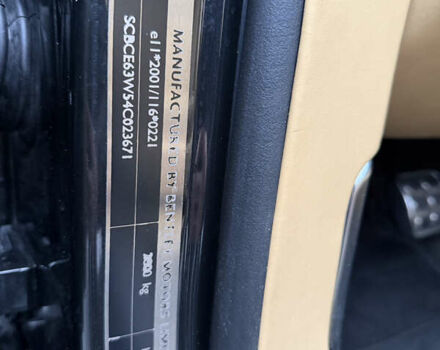 MANUFACTURED BY BENTLEY MOTORS
e11*2001/116*0221
SCBCE63W54C023671
kg